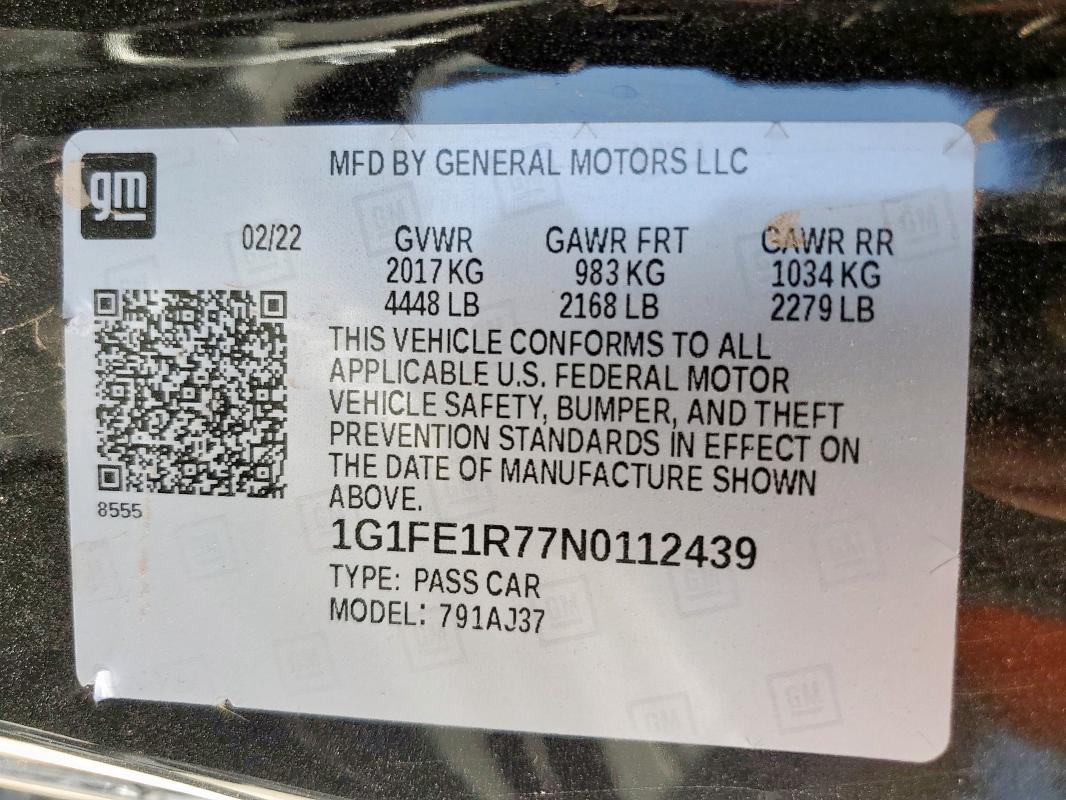 gm
MFD BY GENERAL MOTORS LLC
02/22 GVWR GAWR FRT GAWR RR
2017 KG 983 KG 1034 KG
4448 LB 2168 LB 2279 LB
THIS VEHICLE CONFORMS TO ALL
APPLICABLE U.S. FEDERAL MOTOR
VEHICLE SAFETY, BUMPER, AND THEFT
PREVENTION STANDARDS IN EFFECT ON
THE DATE OF MANUFACTURE SHOWN
ABOVE.
8555
1G1FE1R77N0112439
TYPE: PASS CAR
MODEL: 791AJ37